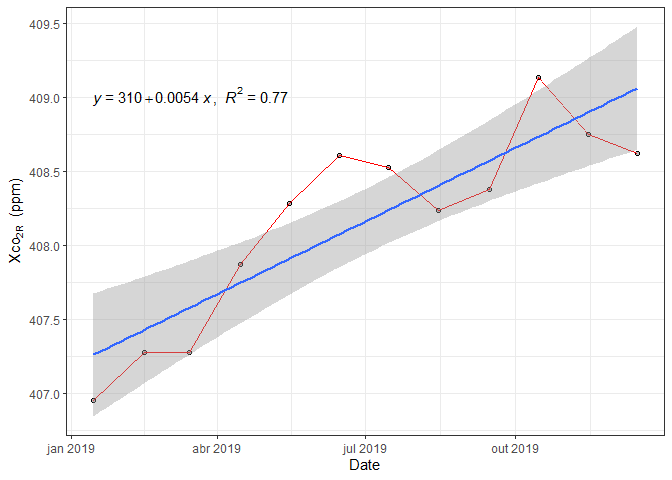 409.5
409.0
408.5
408.0
407.5
407.0
y = 310 + 0.0054 x, R² = 0.77
Xco₂R (ppm)
jan 2019 abr 2019 jul 2019 out 2019
Date